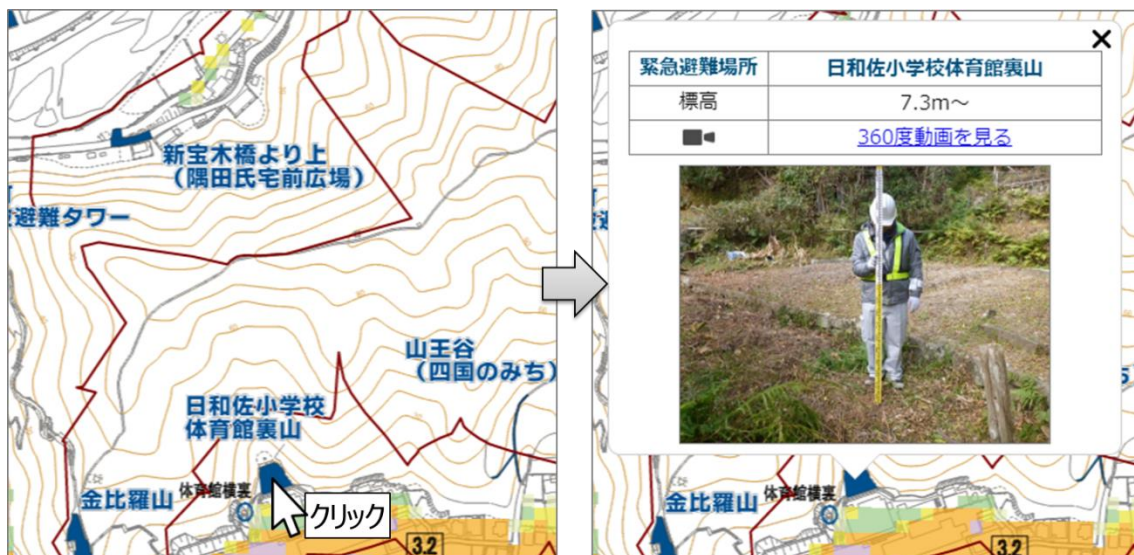 新宝木橋より上
（隅田氏宅前広場）
避難タワー
山王谷
（四国のみち）
日和佐小学校
体育館裏山
金比羅山
体育館横裏
クリック
3.2
緊急避難場所
日和佐小学校体育館裏山
標高
7.3m～
360度動画を見る
金比羅山
体育館横裏
3.2